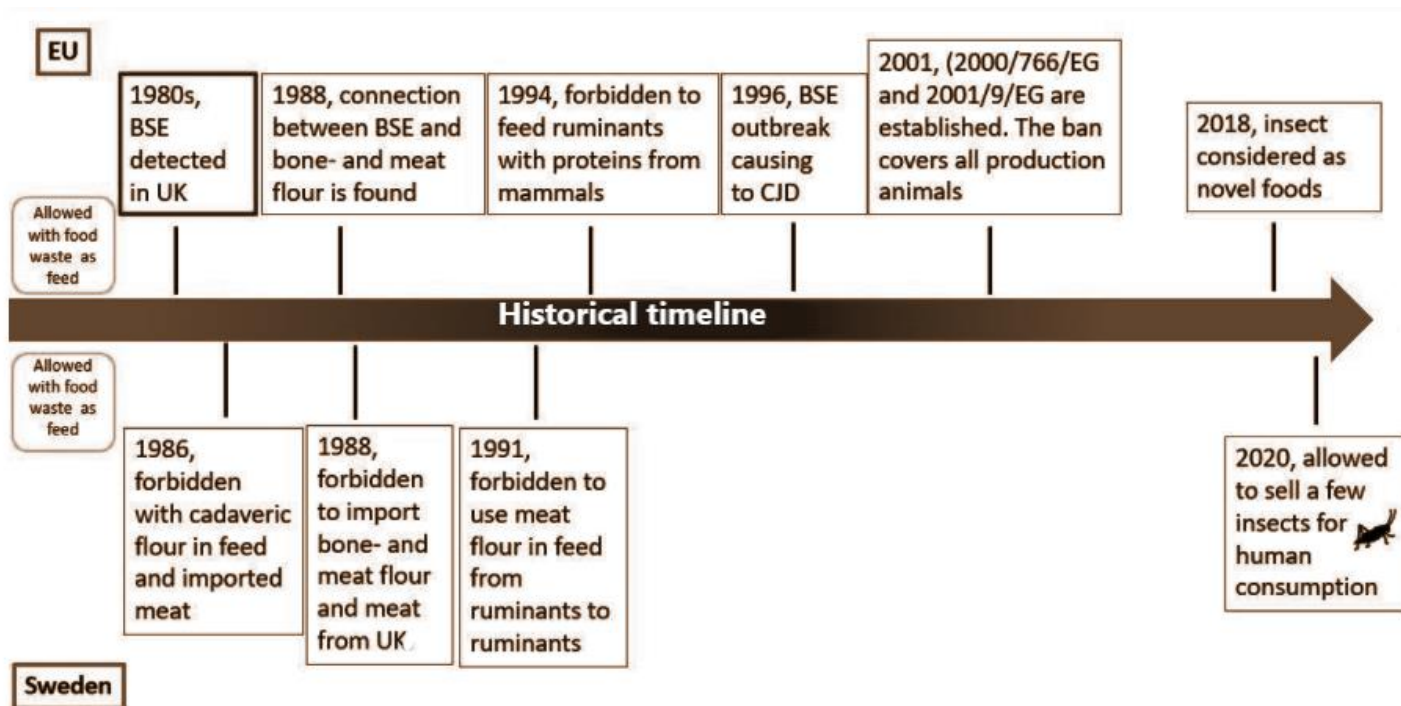 EU
1980s,
BSE
detected
in UK
1988, connection
between BSE and
bone- and meat
flour is found
1994, forbidden to
feed ruminants
with proteins from
mammals
1996, BSE
outbreak
causing
to CJD
2001, (2000/766/EG
and 2001/9/EG are
established. The ban
covers all production
animals
2018, insect
considered as
novel foods
Allowed
with food
waste as
feed
Historical timeline
Allowed
with food
waste as
feed
1986,
forbidden
with cadaveric
flour in feed
and imported
meat
1988,
forbidden
to import
bone- and
meat flour
and meat
from UK
1991,
forbidden to
use meat
flour in feed
from
ruminants to
ruminants
2020, allowed
to sell a few
insects for
human
consumption
Sweden